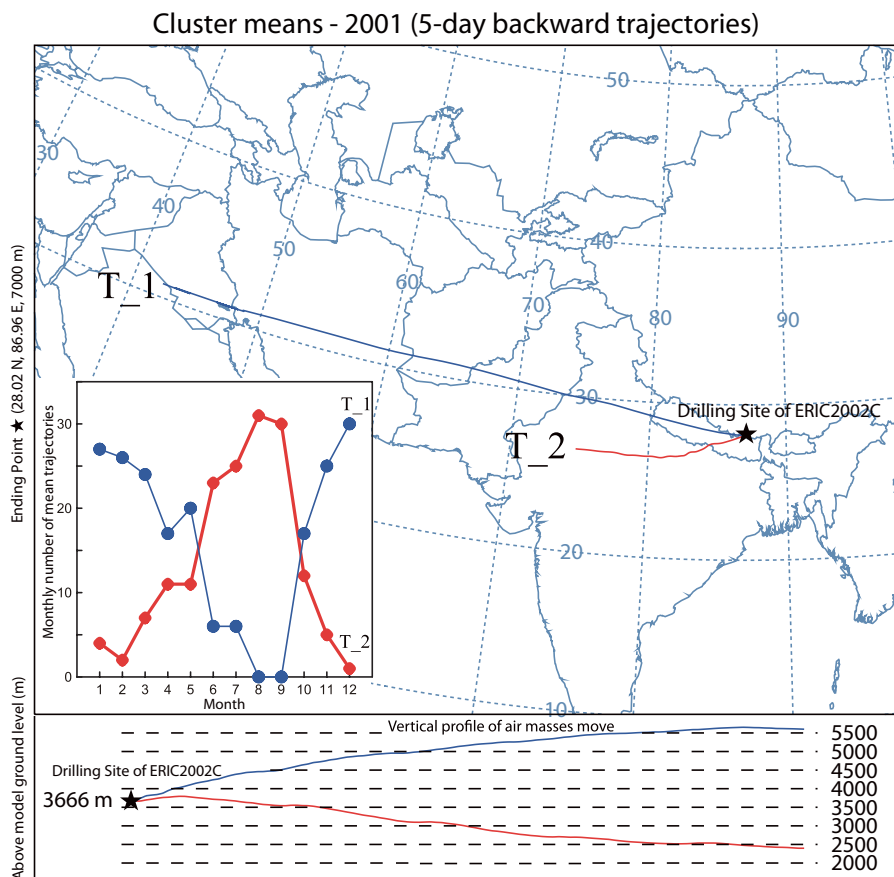 Cluster means - 2001 (5-day backward trajectories)
Ending Point ★ (28.02 N, 86.96 E, 7000 m)
50
30
40
50
40
60
70
80
90
T_1
30
Drilling Site of ERIC2002C
T_2
20
10
Monthly number of mean trajectories
30
20
10
0
T_1
T_2
1 2 3 4 5 6 7 8 9 10 11 12
Month
Above model ground level (m)
Vertical profile of air masses move
Drilling Site of ERIC2002C
3666 m
5500
5000
4500
4000
3500
3000
2500
2000